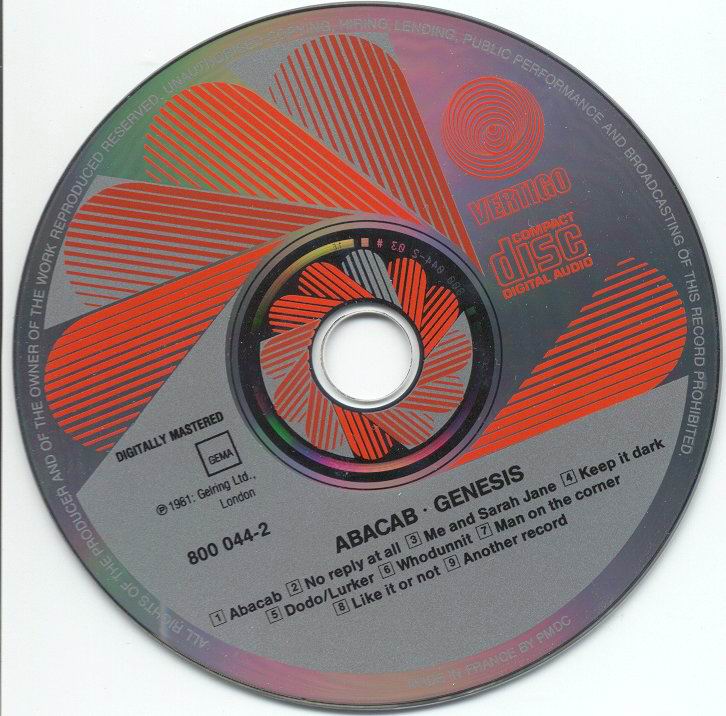 ALL RIGHTS OF THE PRODUCER AND OF THE OWNER OF THE WORK REPRODUCED RESERVED. UNAUTHORISED COPYING, HIRING, LENDING, PUBLIC PERFORMANCE AND BROADCASTING OF THIS RECORD PROHIBITED.
VERTIGO
COMPACT
disc
DIGITAL AUDIO
800 044-2 03 #
DIGITALLY MASTERED
GEMA
℗ 1981: Gelring Ltd.,
London
800 044-2
ABACAB · GENESIS
1 Abacab 2 No reply at all 3 Me and Sarah Jane 4 Keep it dark
5 Dodo/Lurker 6 Whodunnit 7 Man on the corner
8 Like it or not 9 Another record
MADE IN FRANCE BY PMDC